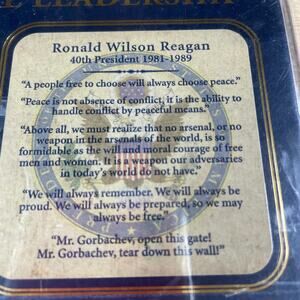 E LEADERSHIP
Ronald Wilson Reagan
40th President 1981-1989
"A people free to choose will always choose peace."
"Peace is not absence of conflict, it is the ability to
handle conflict by peaceful means."
"Above all, we must realize that no arsenal, or no
weapon in the arsenals of the world, is so
formidable as the will and moral courage of free
men and women. It is a weapon our adversaries
in today's world do not have."
"We will always remember. We will always be
proud. We will always be prepared, so we may
always be free."
"Mr. Gorbachev, open this gate!
Mr. Gorbachev, tear down this wall!"